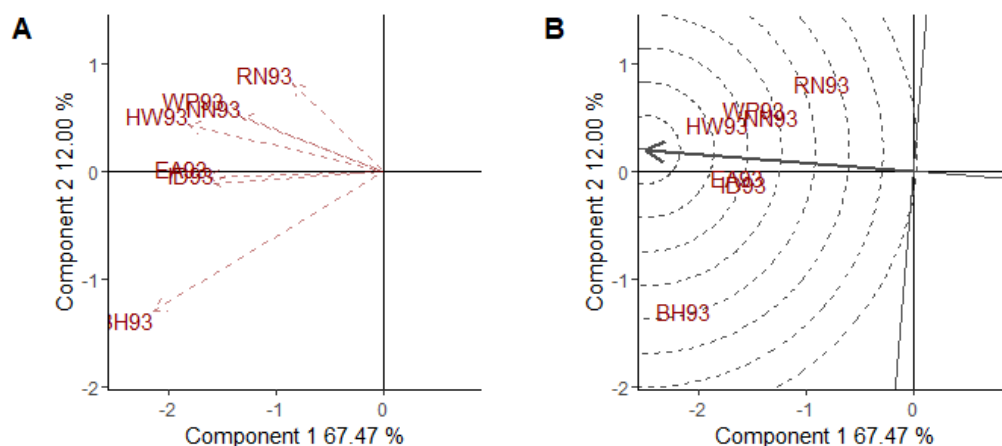 A
B
1
0
-1
-2
-2
-1
0
Component 2 12.00 %
Component 1 67.47 %
RN93
WP93
NN93
HW93
EA93
ID93
BH93
1
0
-1
-2
-2
-1
0
Component 2 12.00 %
Component 1 67.47 %
RN93
WP93
NN93
HW93
EA93
ID93
BH93